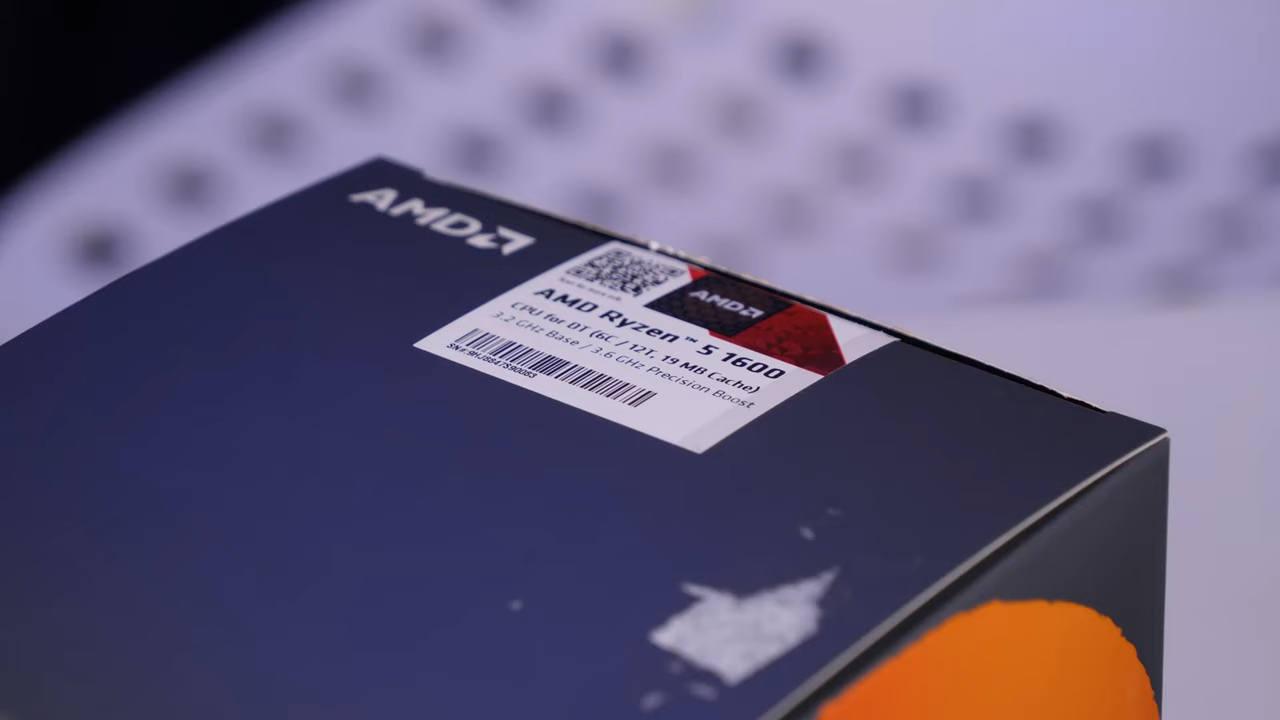 AMD
AMD
AMD Ryzen™ 5 1600
CPU for DT (6C / 12T, 19 MB Cache)
3.2 GHz Base / 3.6 GHz Precision Boost